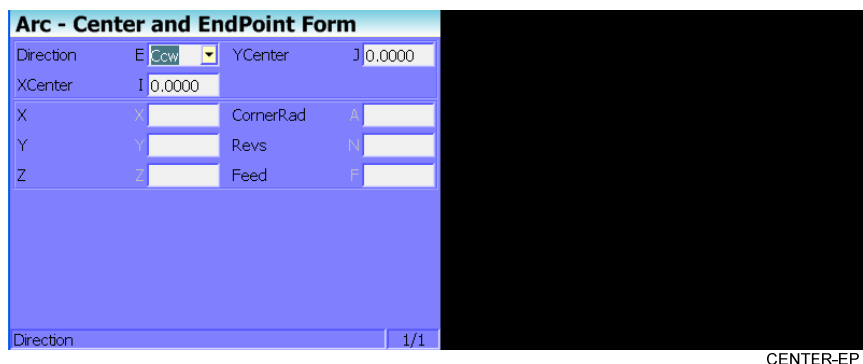 Arc - Center and EndPoint Form
Direction E Ccw YCenter J 0.0000
XCenter I 0.0000
X X CornerRad A
Y Y Revs N
Z Z Feed F
Direction 1/1
CENTER-EP